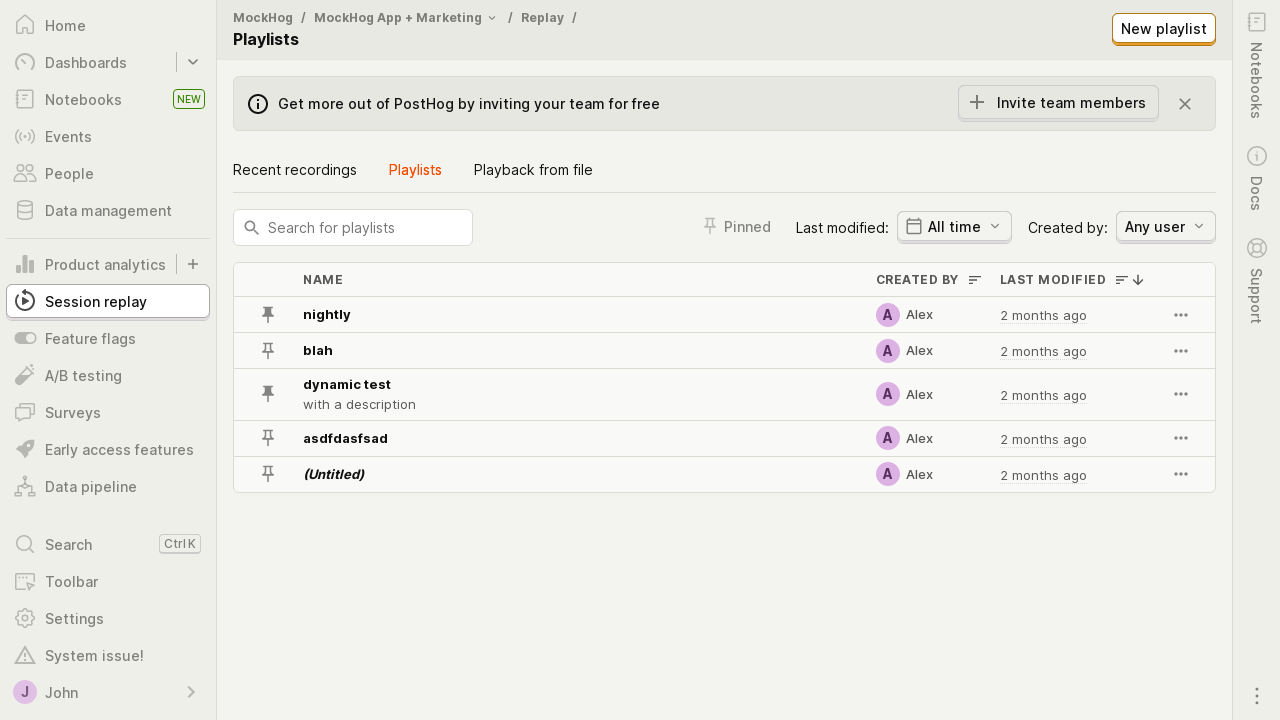 Home
Dashboards
Notebooks
NEW
Events
People
Data management
Product analytics
Session replay
Feature flags
A/B testing
Surveys
Early access features
Data pipeline
Search
Ctrl K
Toolbar
Settings
System issue!
J John
MockHog / MockHog App + Marketing / Replay /
Playlists
New playlist
Get more out of PostHog by inviting your team for free
Invite team members
Recent recordings Playlists Playback from file
Search for playlists
Pinned Last modified: All time Created by: Any user
NAME CREATED BY LAST MODIFIED
nightly A Alex 2 months ago
blah A Alex 2 months ago
dynamic test A Alex 2 months ago
with a description
asdfdasfsad A Alex 2 months ago
(Untitled) A Alex 2 months ago
Notebooks
Docs
Support